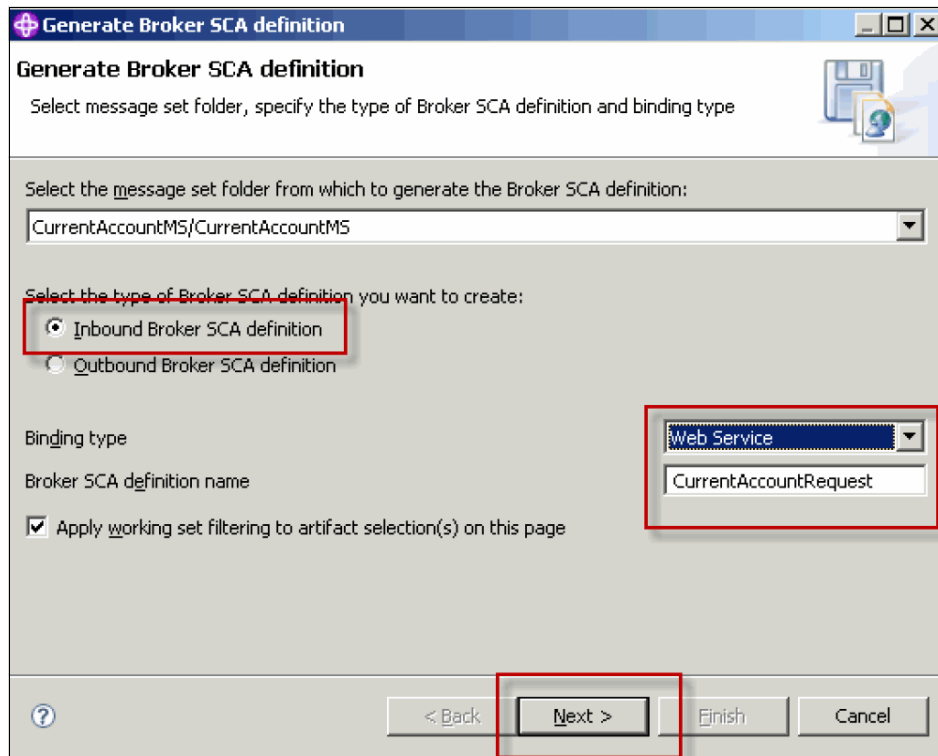 Generate Broker SCA definition
Generate Broker SCA definition
Select message set folder, specify the type of Broker SCA definition and binding type
Select the message set folder from which to generate the Broker SCA definition:
CurrentAccountMS/CurrentAccountMS
Select the type of Broker SCA definition you want to create:
Inbound Broker SCA definition
Outbound Broker SCA definition
Binding type
Web Service
Broker SCA definition name
CurrentAccountRequest
Apply working set filtering to artifact selection(s) on this page
?
< Back
Next >
Finish
Cancel